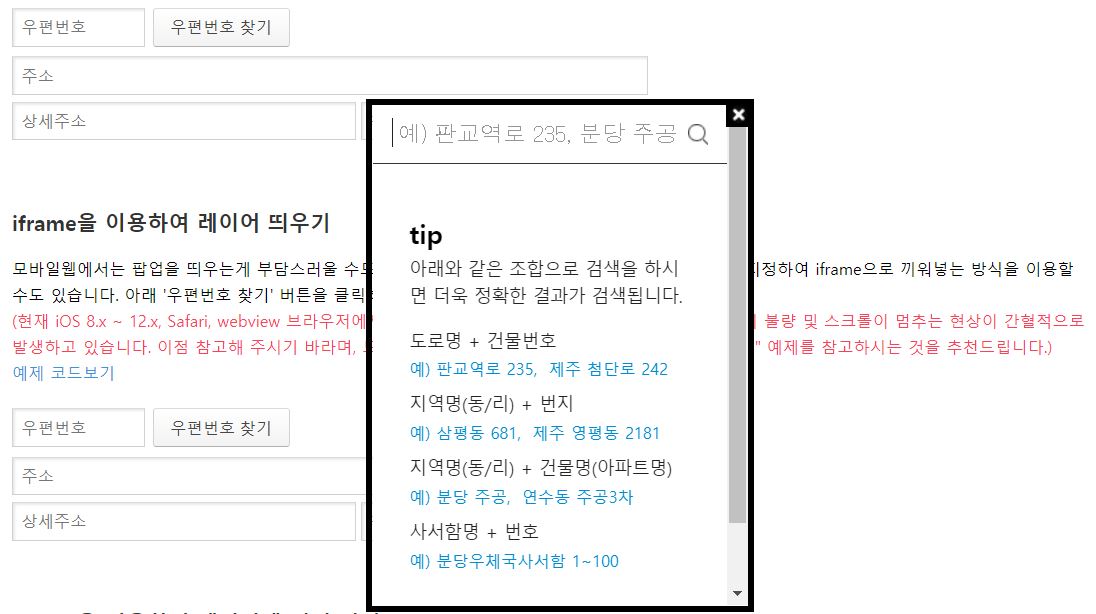 우편번호
우편번호 찾기
주소
상세주소
iframe을 이용하여 레이어 띄우기
모바일웹에서는 팝업을 띄우는게 부담스러울 수도
지정하여 iframe으로 끼워넣는 방식을 이용할
수도 있습니다. 아래 '우편번호 찾기' 버튼을 클릭
(현재 iOS 8.x ~ 12.x, Safari, webview 브라우저에
불량 및 스크롤이 멈추는 현상이 간헐적으로
발생하고 있습니다. 이점 참고해 주시기 바라며,
" 예제를 참고하시는 것을 추천드립니다.)
예제 코드보기
우편번호
우편번호 찾기
주소
상세주소
예) 판교역로 235, 분당 주공
tip
아래와 같은 조합으로 검색을 하시
면 더욱 정확한 결과가 검색됩니다.
도로명 + 건물번호
예) 판교역로 235, 제주 첨단로 242
지역명(동/리) + 번지
예) 삼평동 681, 제주 영평동 2181
지역명(동/리) + 건물명(아파트명)
예) 분당 주공, 연수동 주공3차
사서함명 + 번호
예) 분당우체국사서함 1~100